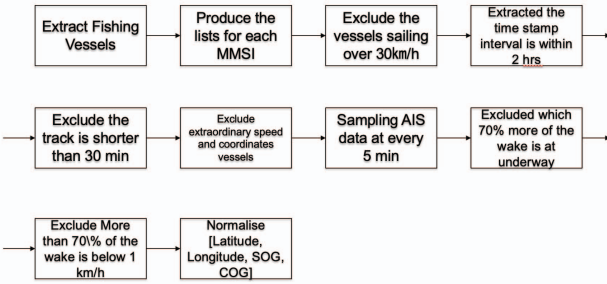 Extract Fishing
Vessels
Produce the
lists for each
MMSI
Exclude the
vessels sailing
over 30km/h
Extracted the
time stamp
interval is within
2 hrs
Exclude the
track is shorter
than 30 min
Exclude
extraordinary speed
and coordinates
vessels
Sampling AIS
data at every
5 min
Excluded which
70% more of the
wake is at
underway
Exclude More
than 70\% of the
wake is below 1
km/h
Normalise
[Latitude,
Longitude, SOG,
COG]